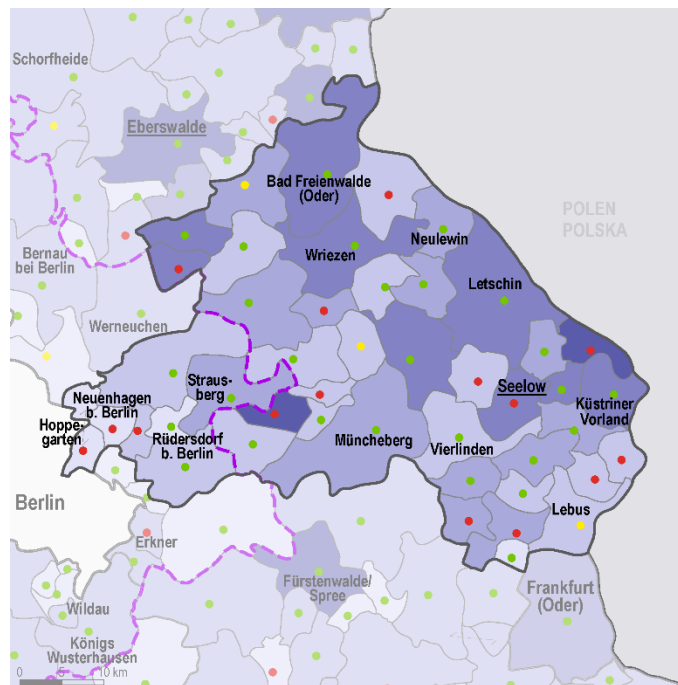 Schorfheide
Eberswalde
Bad Freienwalde
(Oder)
POLEN
POLSKA
Bernau
bei Berlin
Wriezen
Neulewin
Letschin
Werneuchen
Neuenhagen
b. Berlin
Straus-
berg
Seelow
Hoppe-
garten
Küstriner
Vorland
Rüdersdorf
b. Berlin
Müncheberg
Vierlinden
Berlin
Lebus
Erkner
Fürstenwalde/
Spree
Frankfurt
(Oder)
Wildau
Königs
Wusterhausen
0 5 10 km